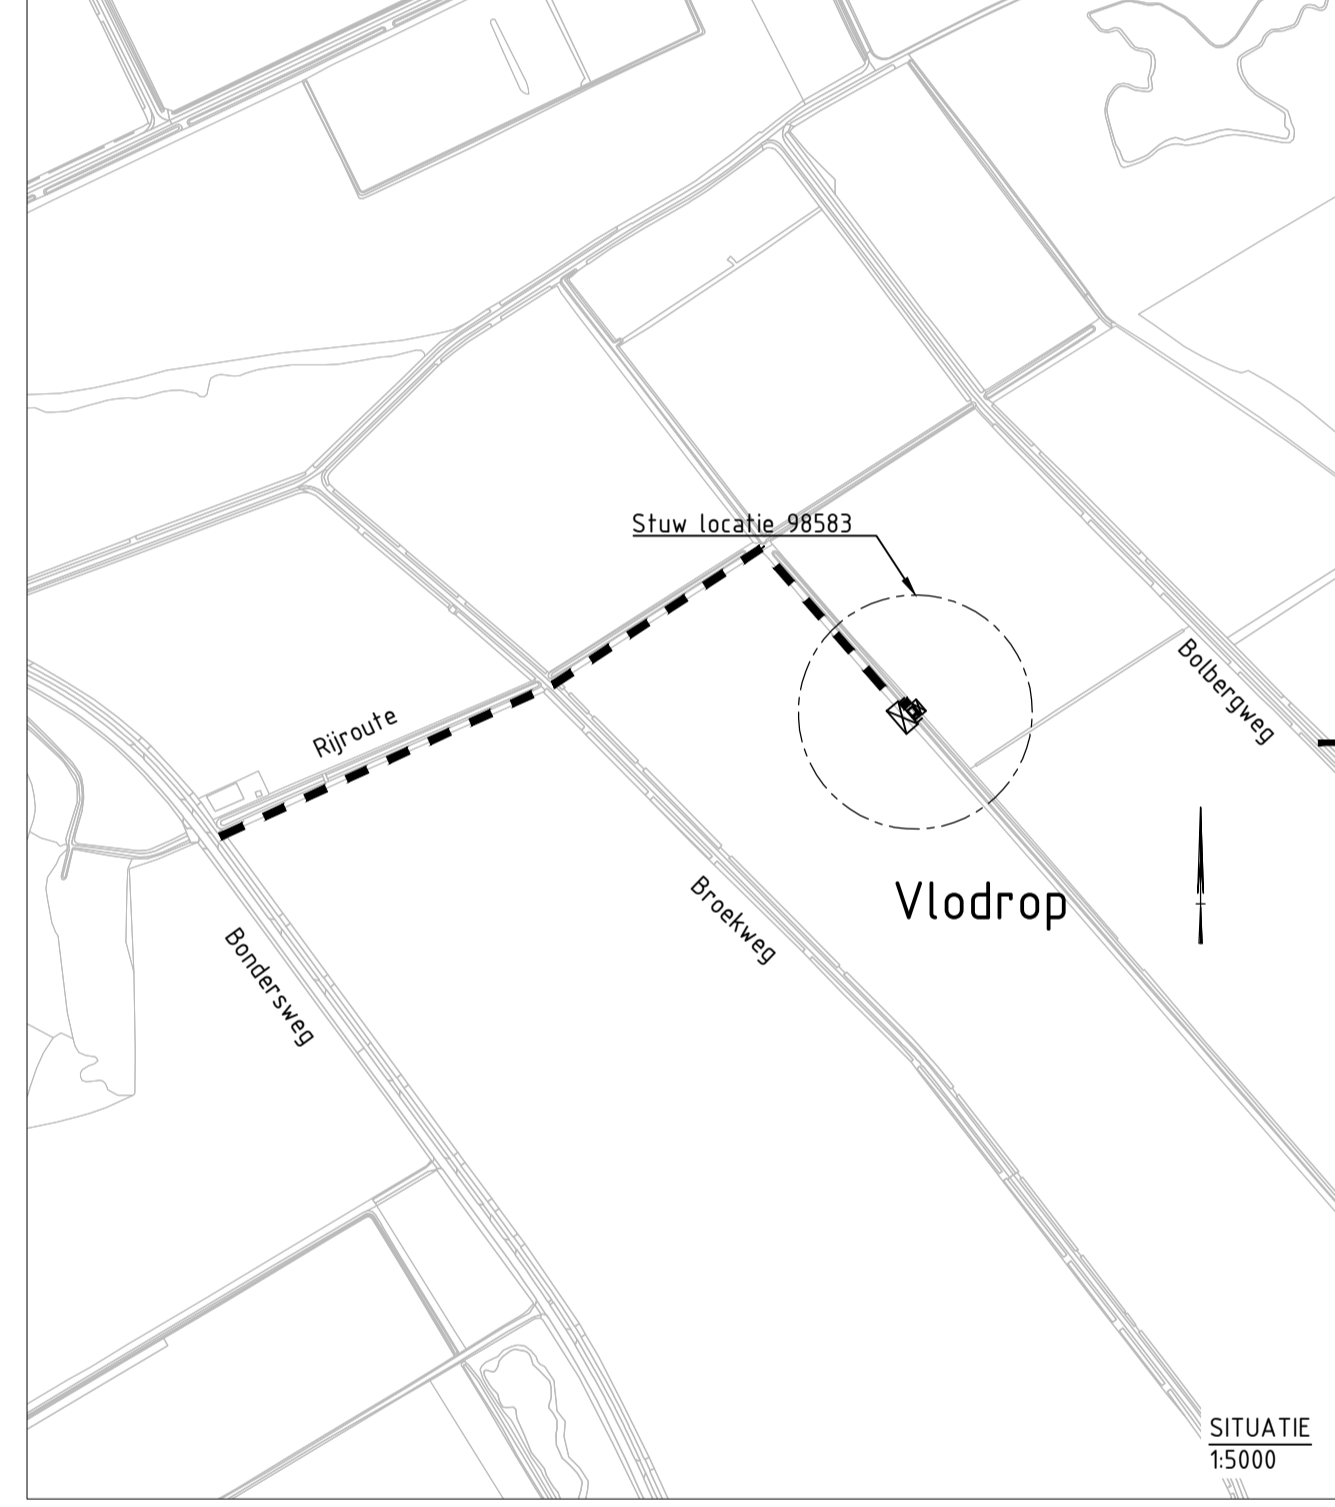 Stuw locatie 98583
Bolbergweg
Rijroute
Vlodrop
Broekweg
Bondersweg
SITUATIE
1:5000